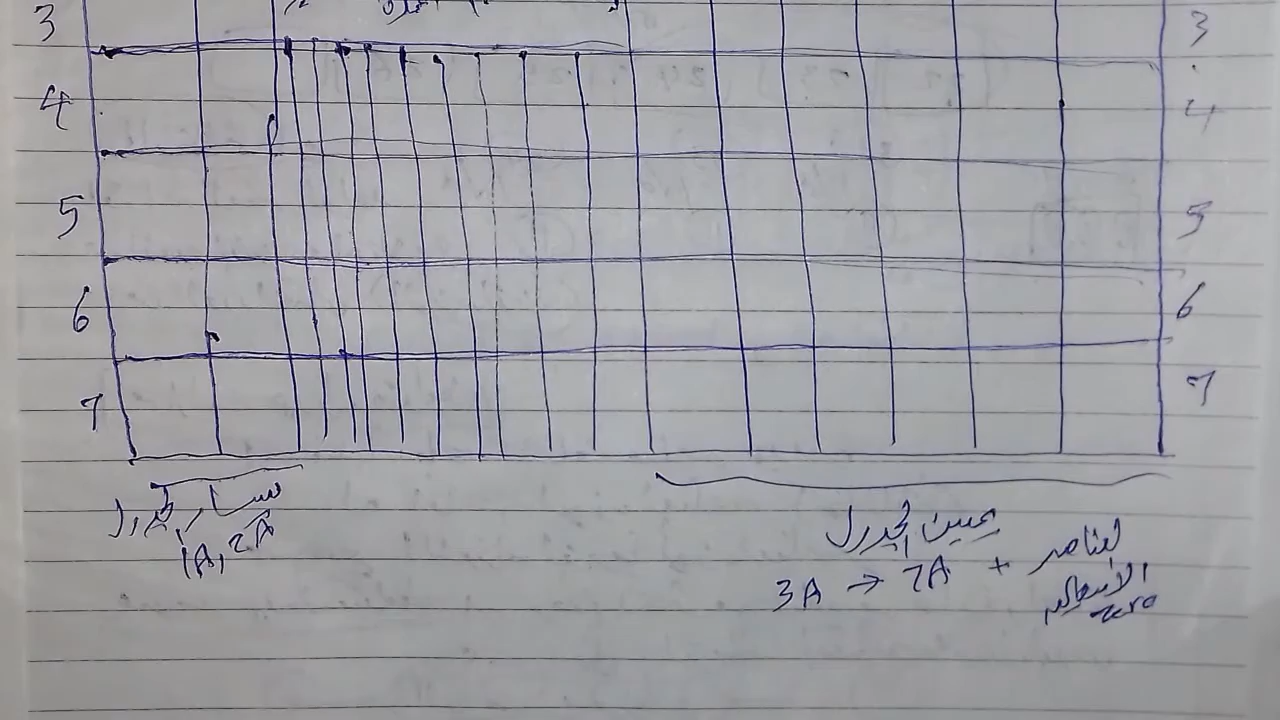 3 3
4 4
5 5
6 6
7 7
يسار الجدول
1A, 2A
يمين الجدول
3A → 7A + العناصر
zero